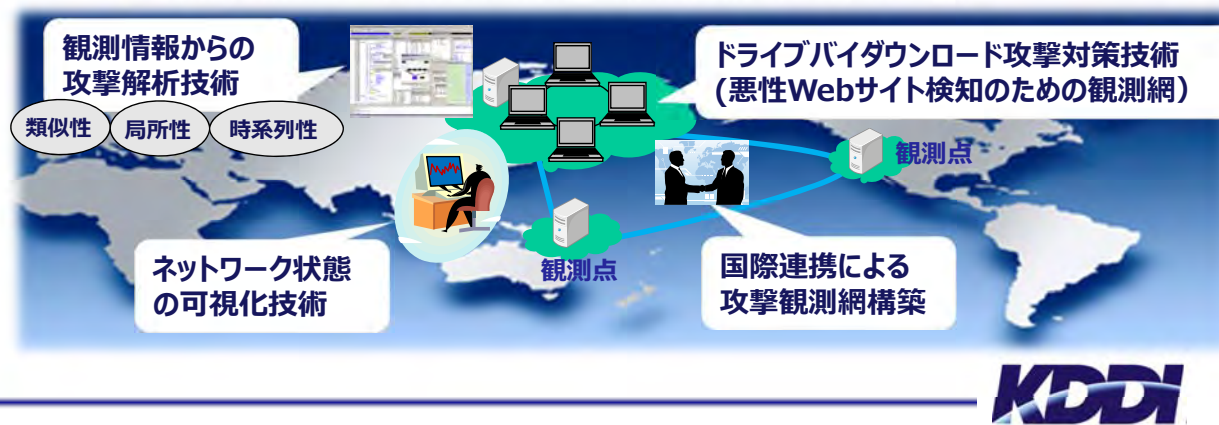 観測情報からの
攻撃解析技術
類似性
局所性
時系列性
ドライブバイダウンロード攻撃対策技術
(悪性Webサイト検知のための観測網）
観測点
観測点
ネットワーク状態
の可視化技術
国際連携による
攻撃観測網構築
KDDI